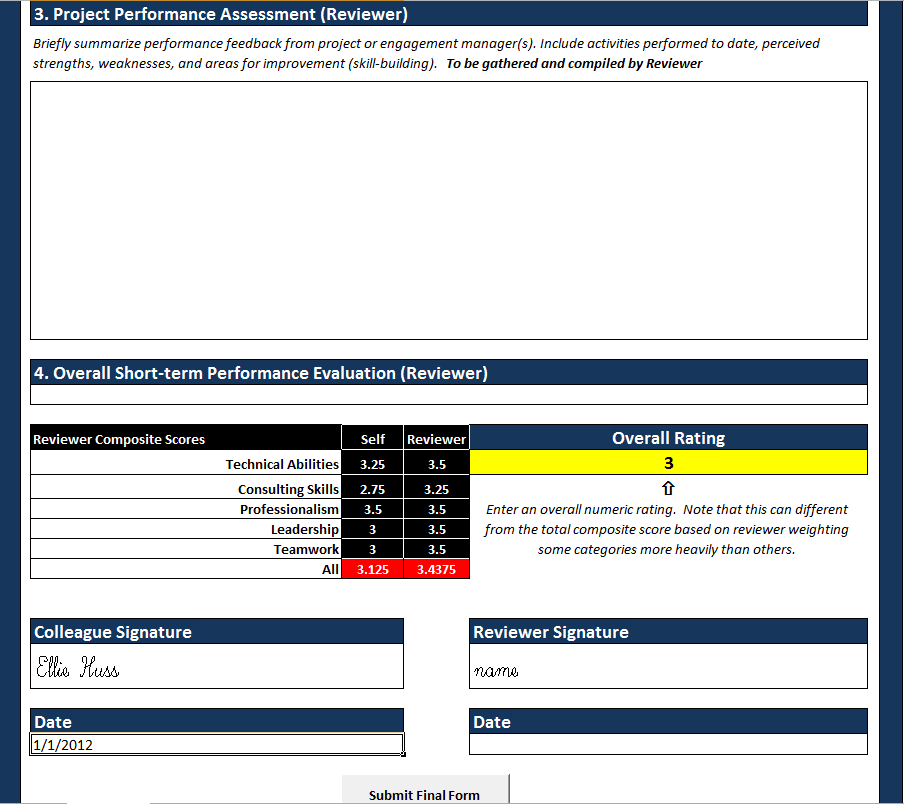 3. Project Performance Assessment (Reviewer)
Briefly summarize performance feedback from project or engagement manager(s). Include activities performed to date, perceived
strengths, weaknesses, and areas for improvement (skill-building). To be gathered and compiled by Reviewer
4. Overall Short-term Performance Evaluation (Reviewer)
Reviewer Composite Scores Self Reviewer Overall Rating
Technical Abilities 3.25 3.5 3
Consulting Skills 2.75 3.25
Professionalism 3.5 3.5
Leadership 3 3.5
Teamwork 3 3.5
All 3.125 3.4375
Enter an overall numeric rating. Note that this can different
from the total composite score based on reviewer weighting
some categories more heavily than others.
Colleague Signature Reviewer Signature
Ellie Huss name
Date Date
1/1/2012
Submit Final Form